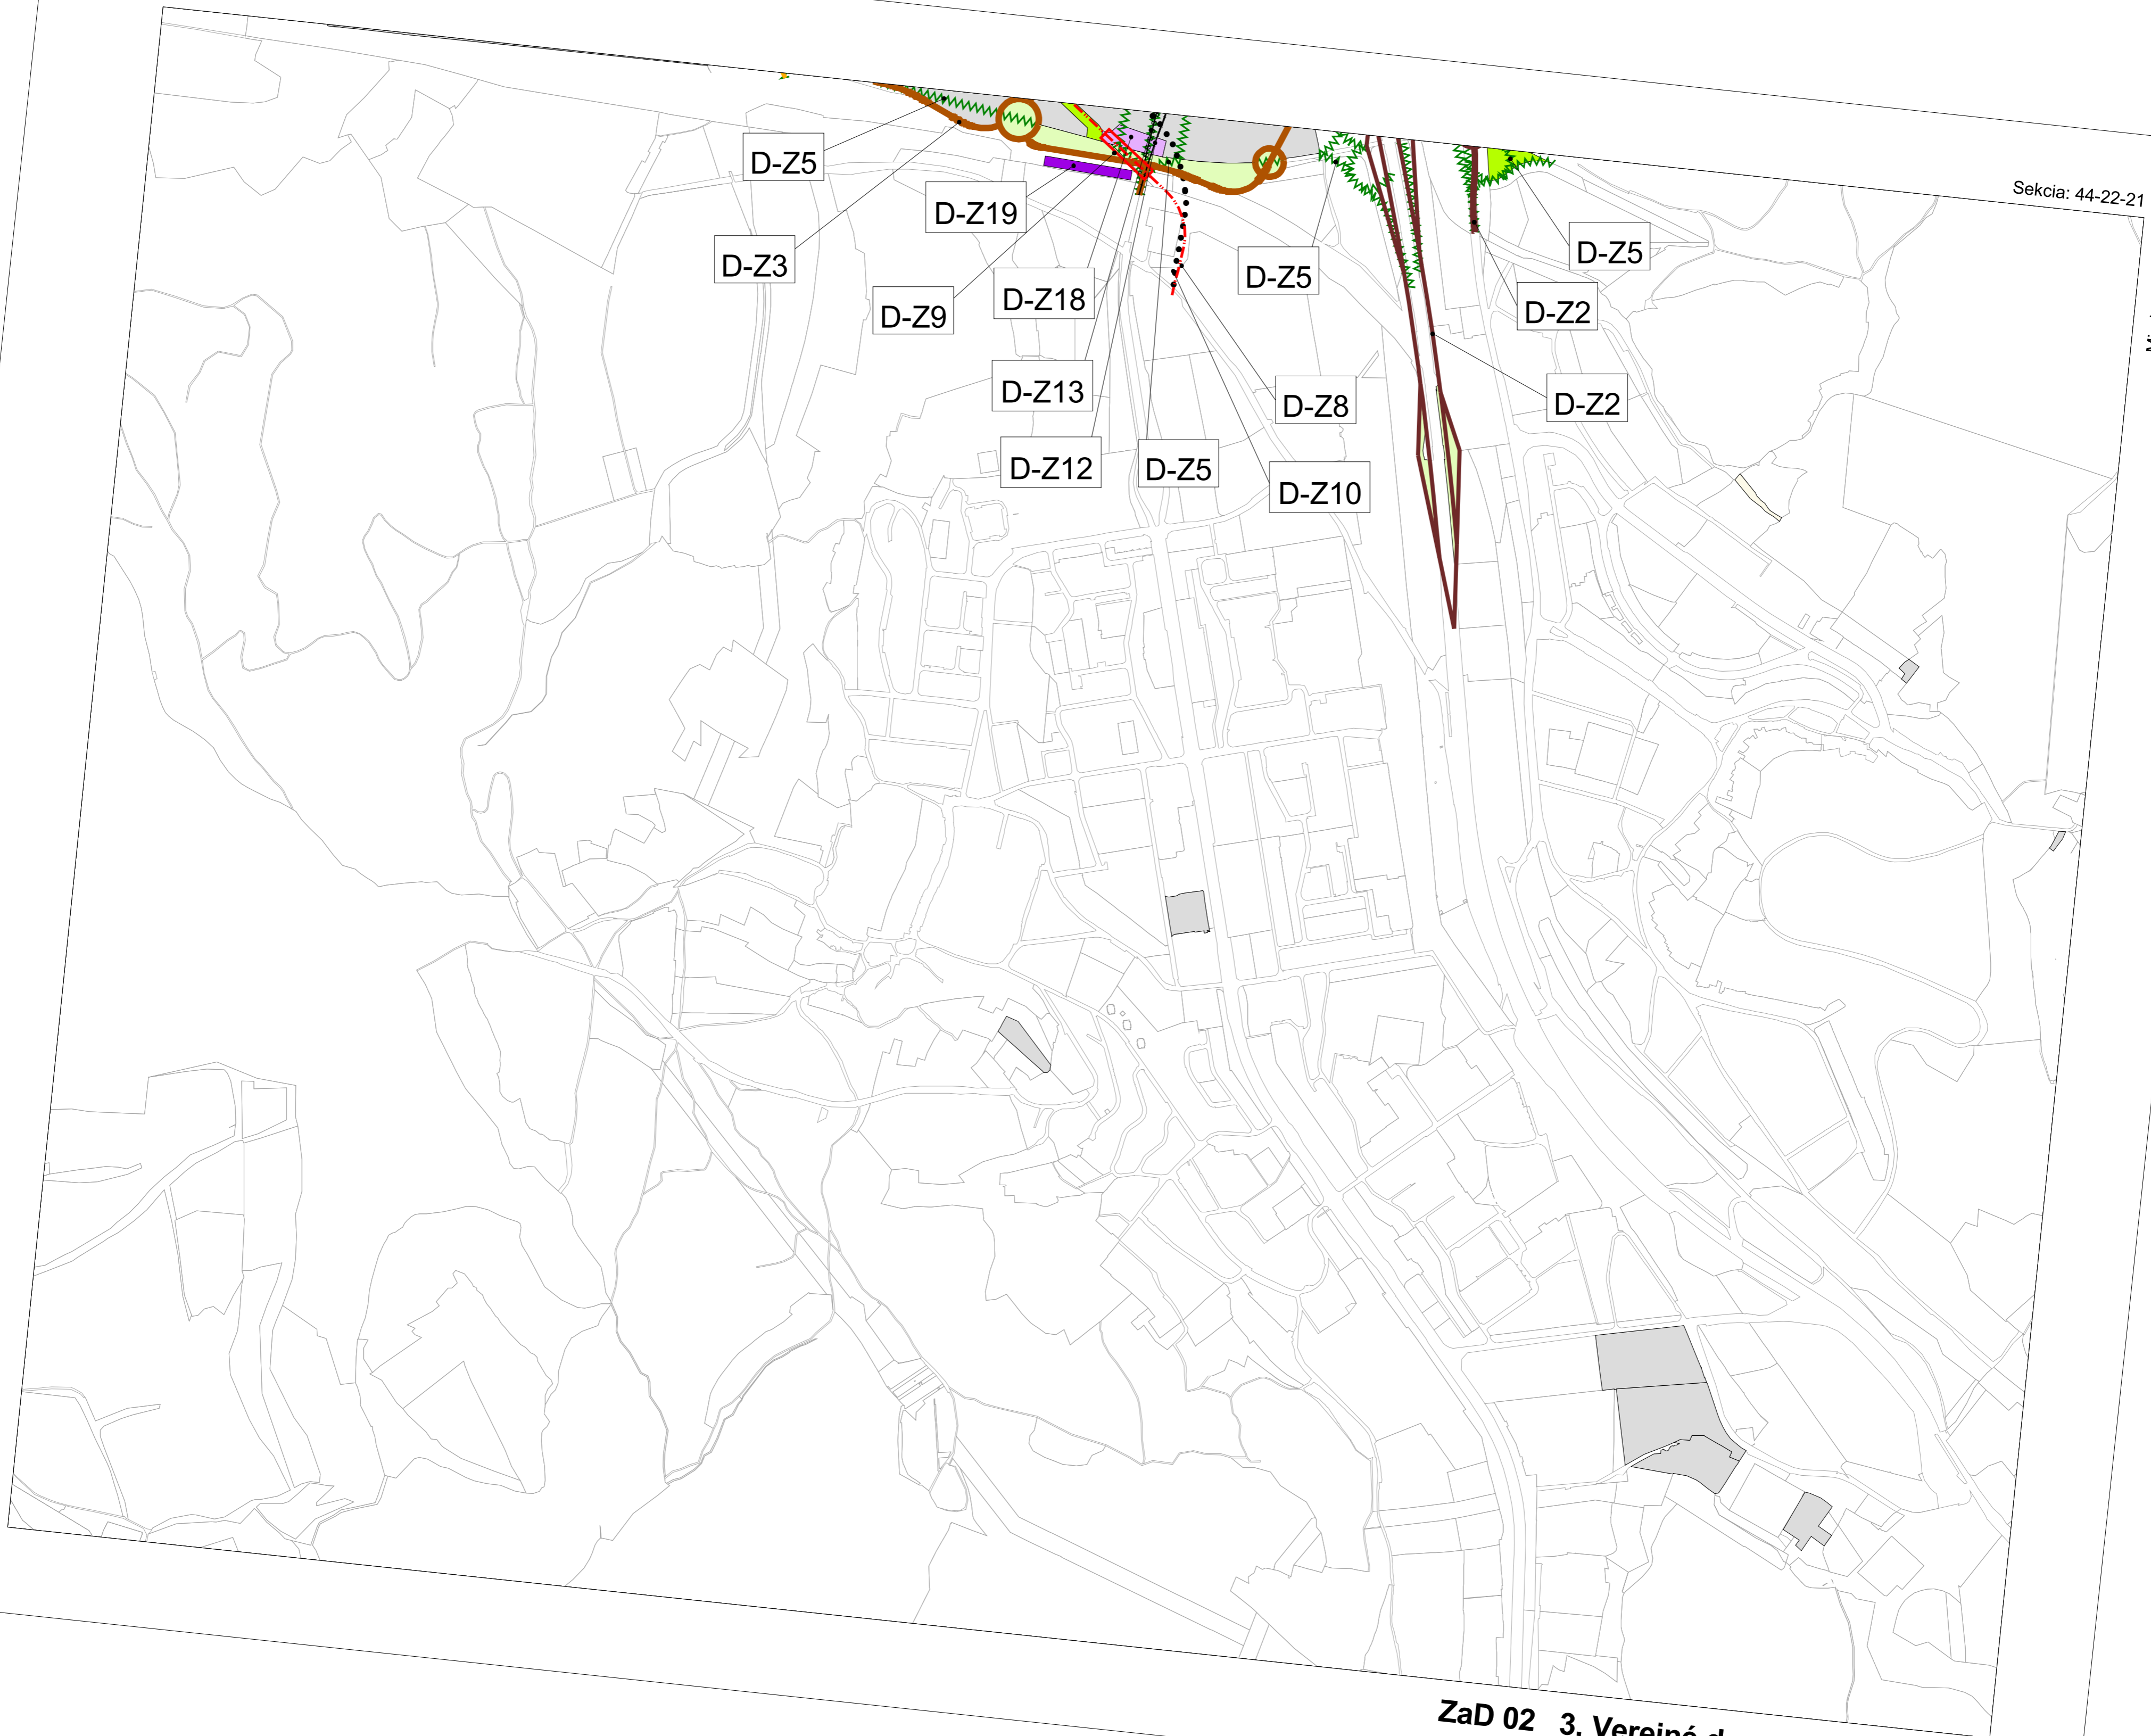 Sekcia: 44-22-21
D-Z5
D-Z19
D-Z3
D-Z5
D-Z5
D-Z18
D-Z9
D-Z2
D-Z13
D-Z8
D-Z2
D-Z12
D-Z5
D-Z10
ZaD 02 3. Verejné